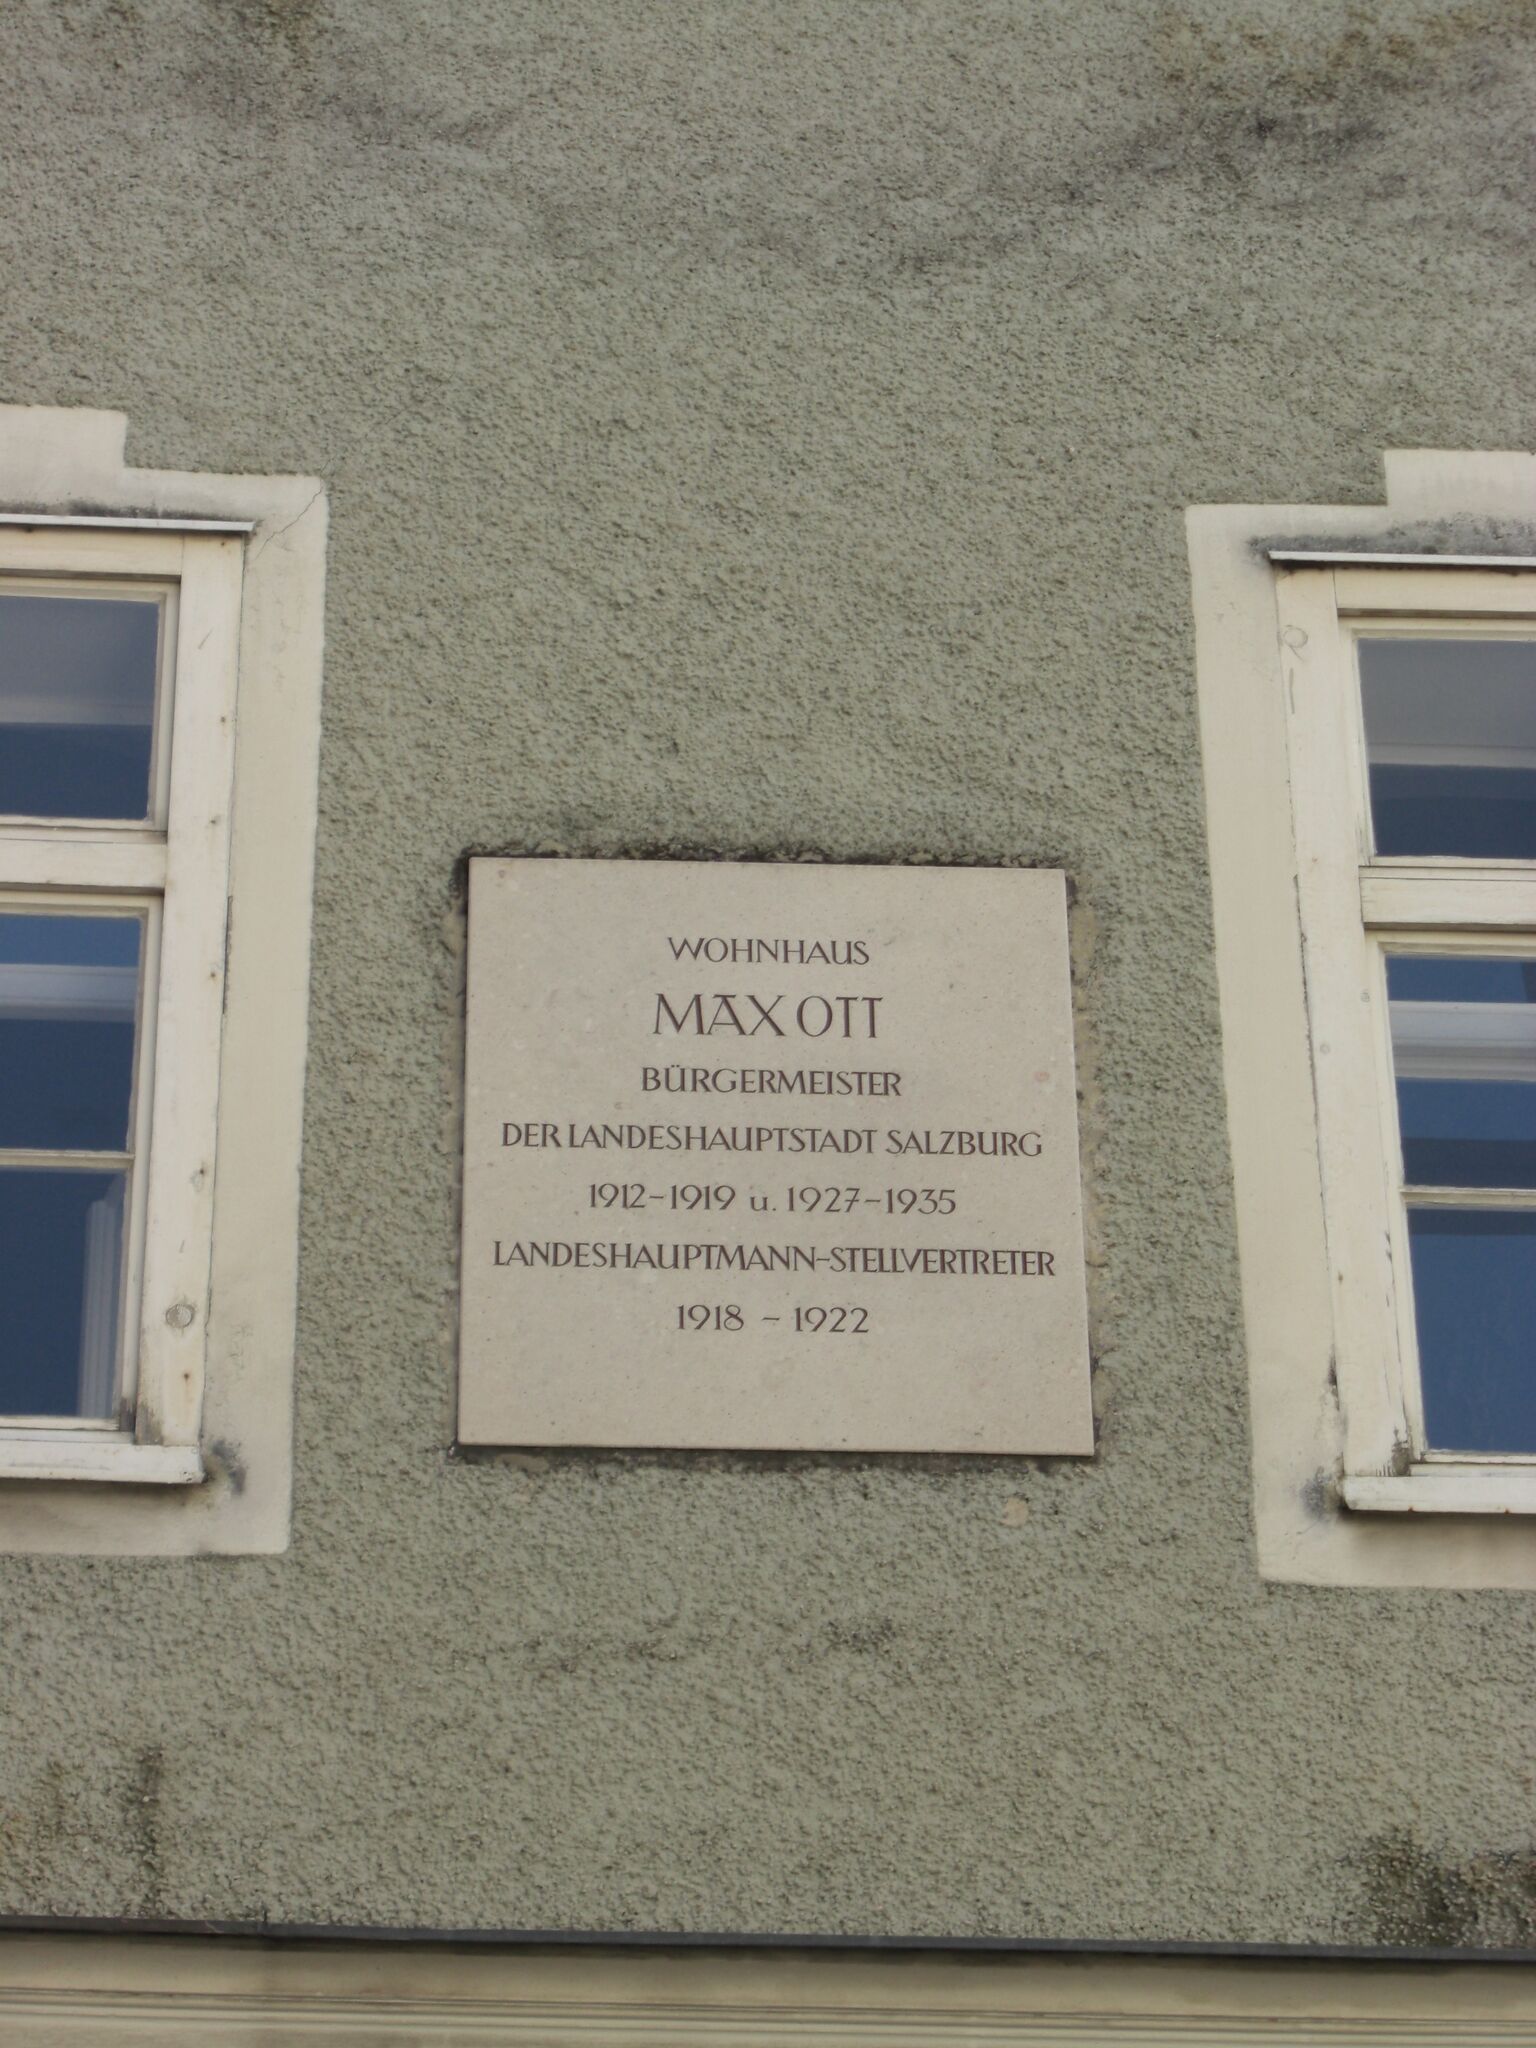 WOHNHAUS
MAX OTT
BÜRGERMEISTER
DER LANDESHAUPTSTADT SALZBURG
1912-1919 u. 1927-1935
LANDESHAUPTMANN-STELLVERTRETER
1918 - 1922